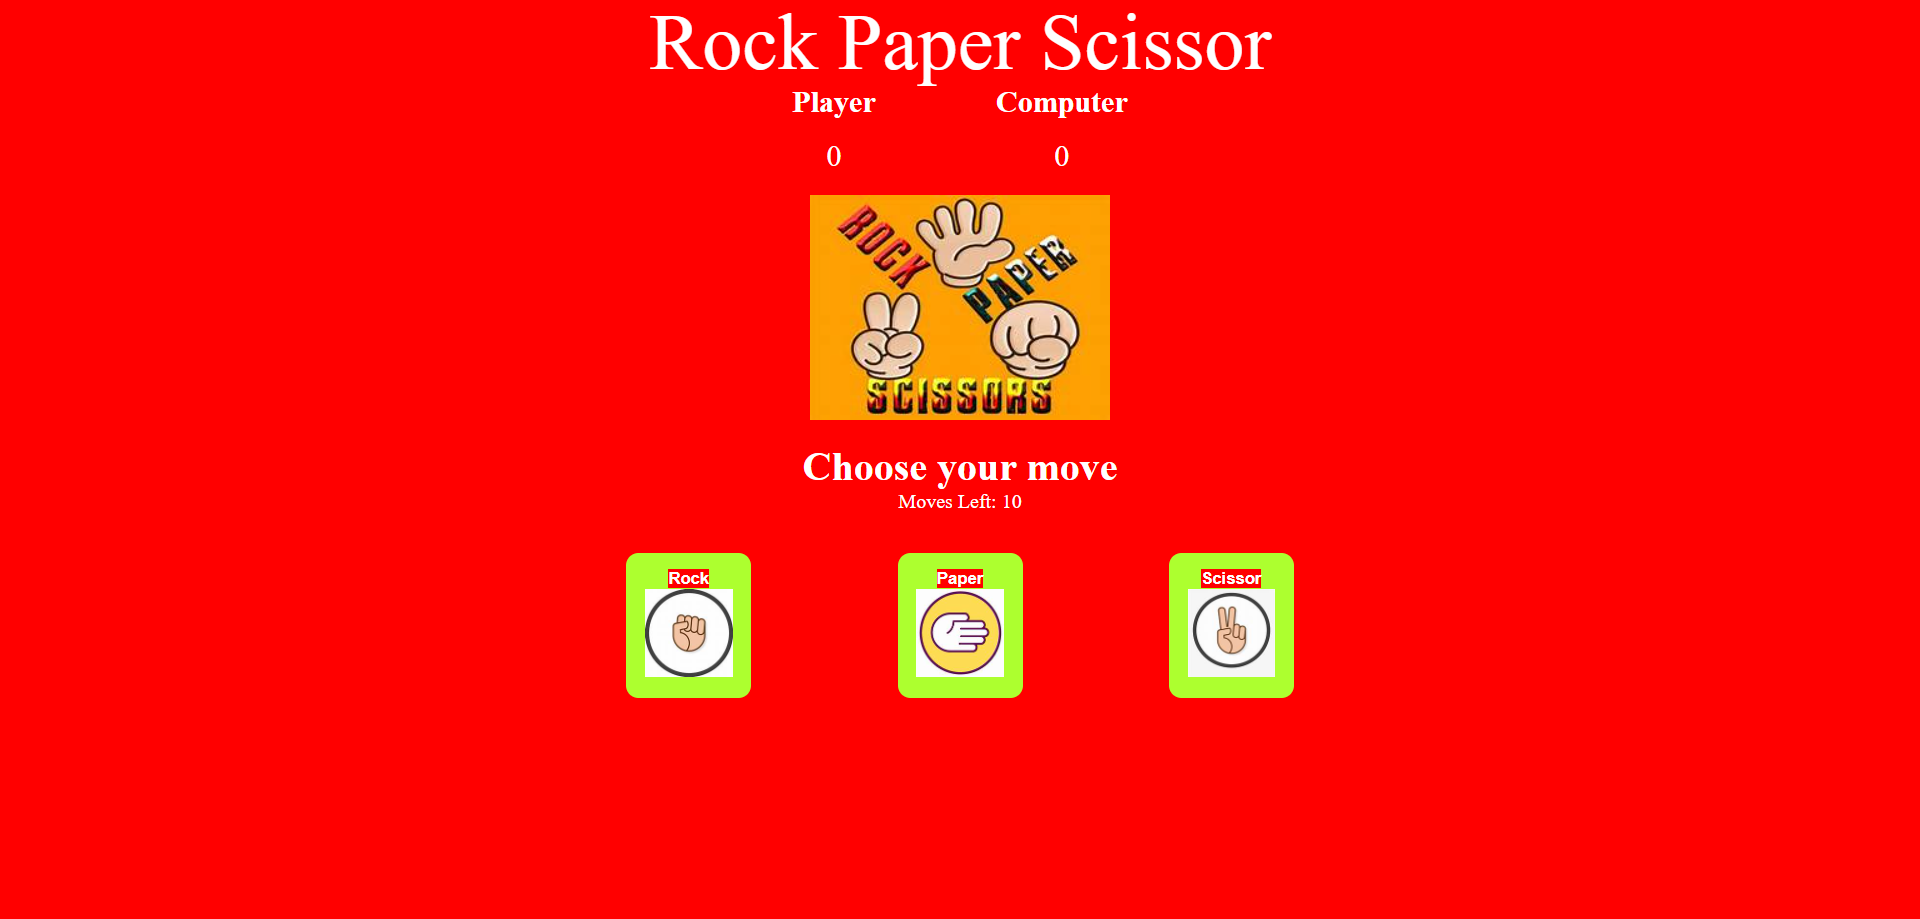 Rock Paper Scissor
Player Computer
0 0
ROCK
PAPER
SCISSORS
Choose your move
Moves Left: 10
Rock Paper Scissor